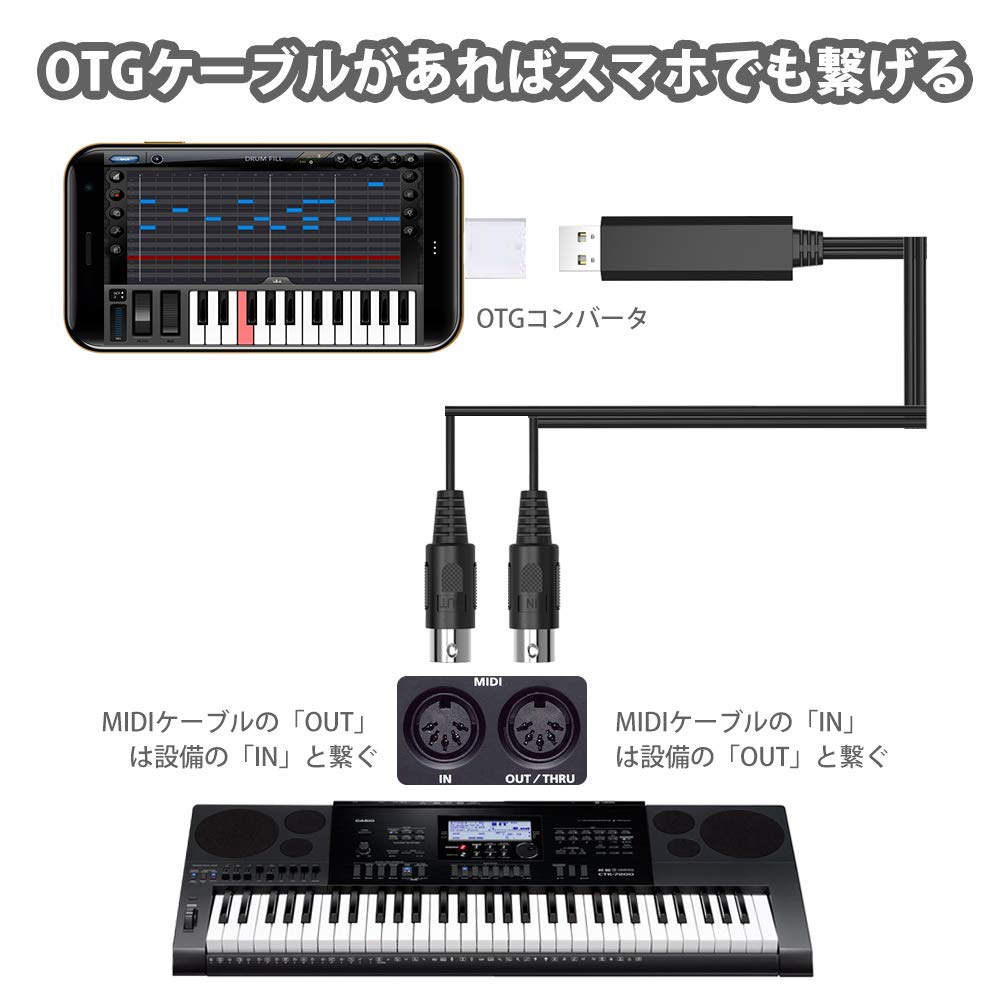 OTGケーブルがあればスマホでも繋げる
DRUM FILL
OTGコンバータ
OUT
IN
MIDI
IN
OUT/THRU
MIDIケーブルの「OUT」
は設備の「IN」と繋ぐ
MIDIケーブルの「IN」
は設備の「OUT」と繋ぐ
CASIO
CTK-7200